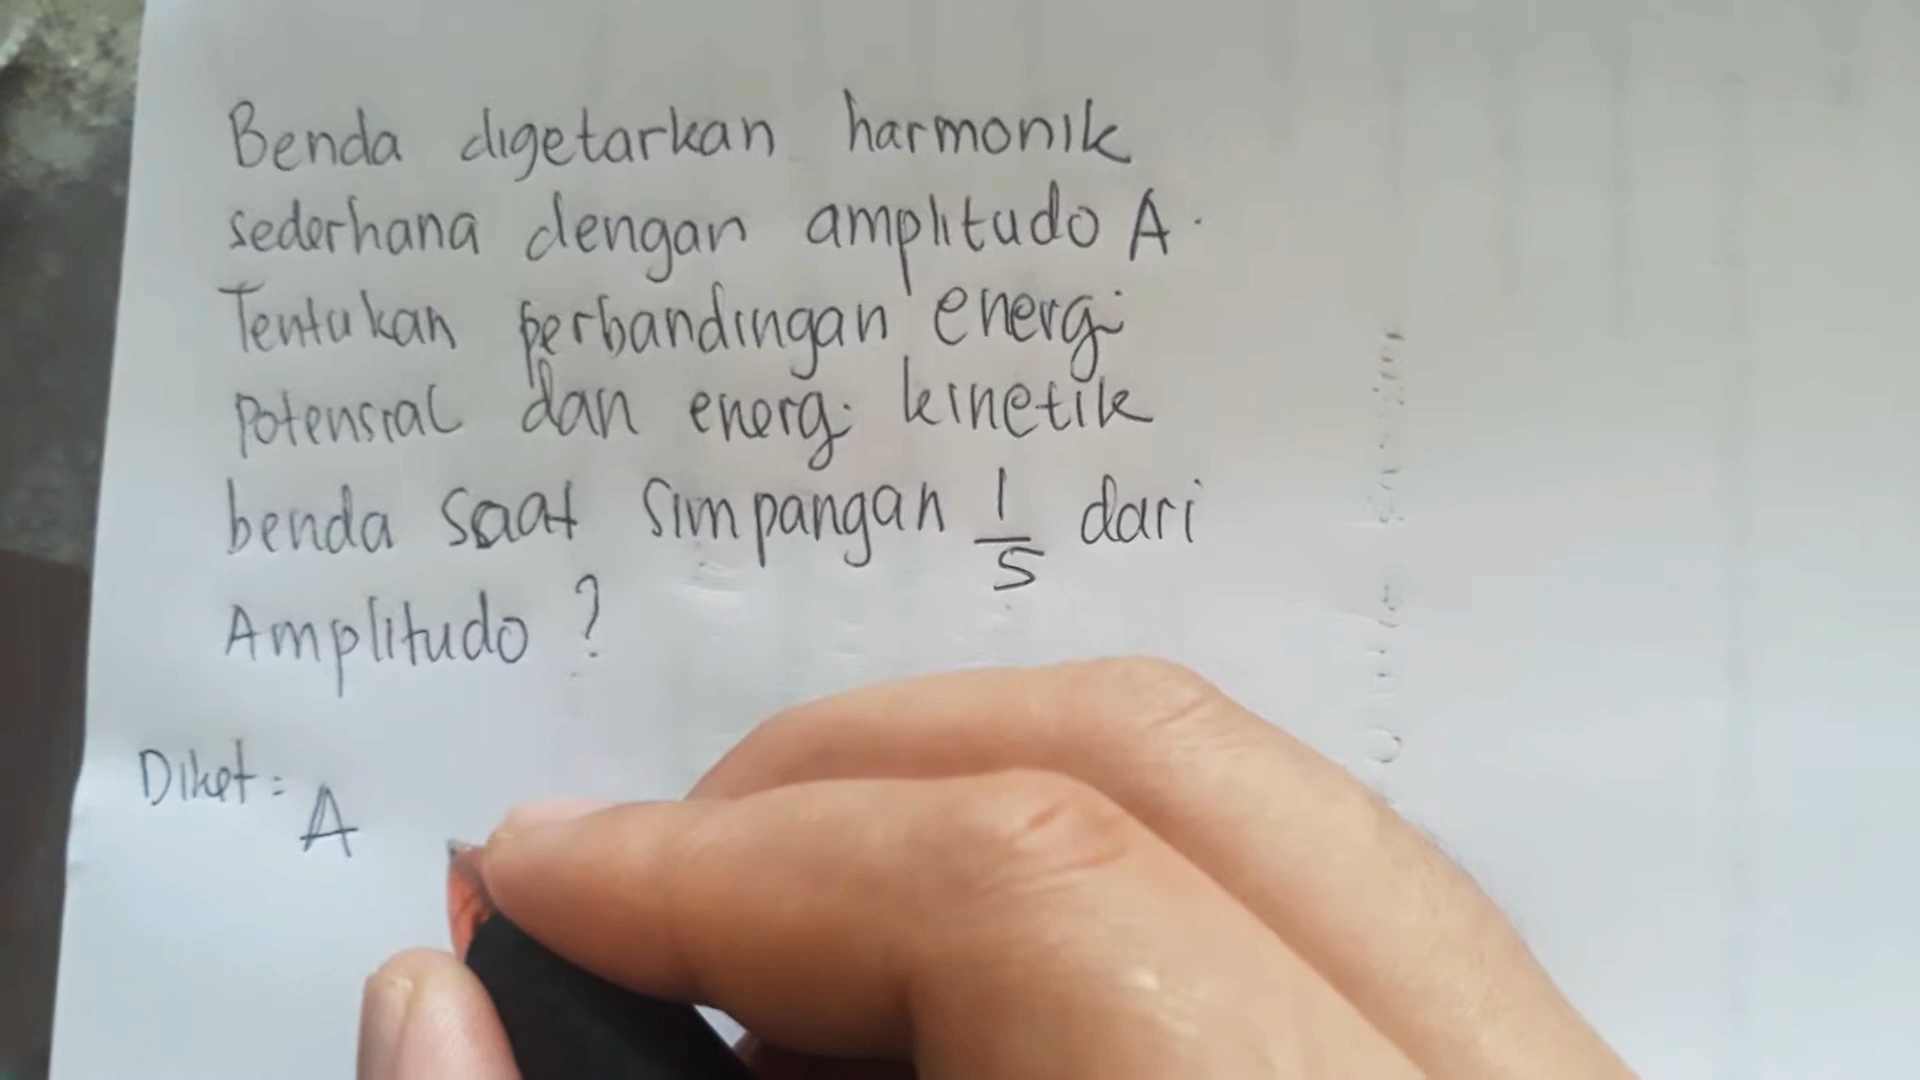 Benda digetarkan harmonik
sederhana dengan amplitudo A.
Tentukan perbandingan energi
Potensial dan energi kinetik
benda saat simpangan 1/5 dari
Amplitudo ?
Diket = A